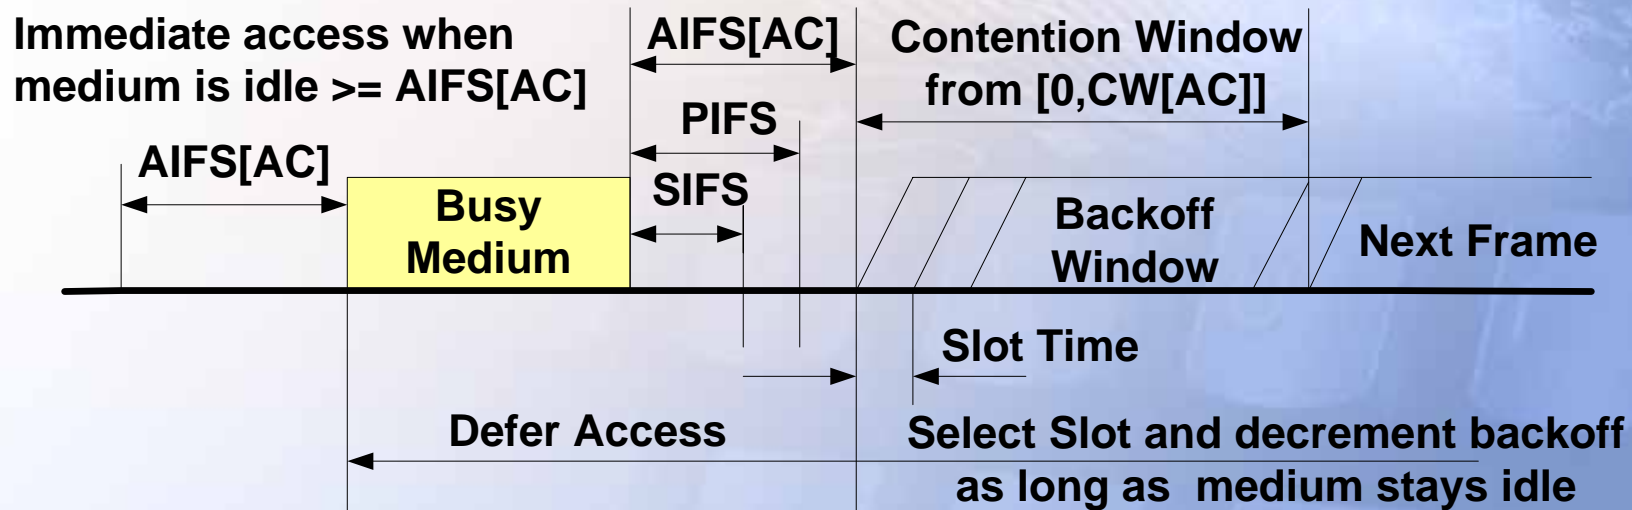 Immediate access when
medium is idle >= AIFS[AC]
AIFS[AC]
Contention Window
from [0,CW[AC]]
PIFS
AIFS[AC]
SIFS
Busy
Medium
Backoff
Window
Next Frame
Slot Time
Defer Access
Select Slot and decrement backoff
as long as medium stays idle